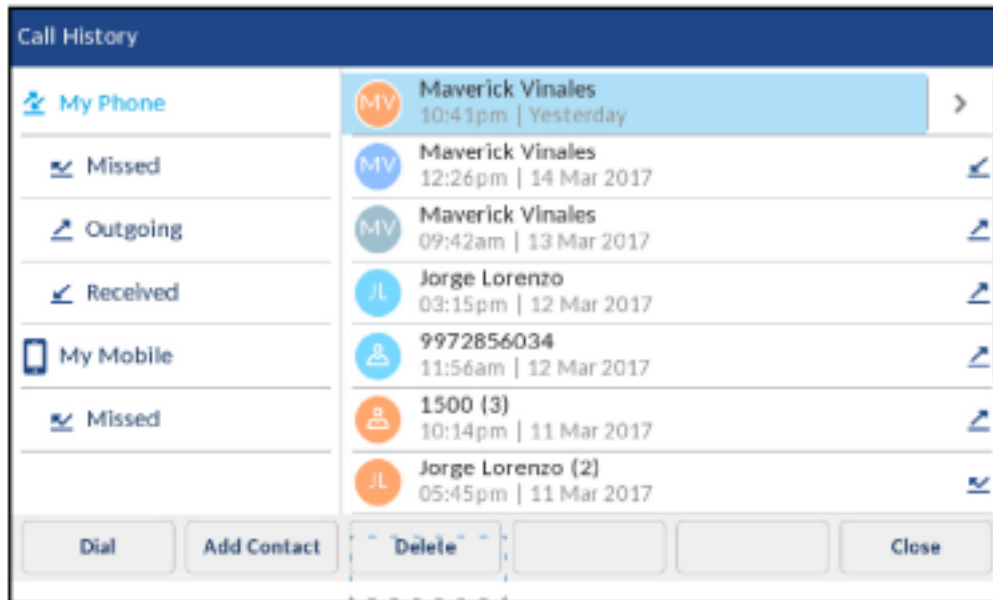 Call History
My Phone
Missed
Outgoing
Received
My Mobile
Missed
MV
Maverick Vinales
10:41pm | Yesterday
MV
Maverick Vinales
12:26pm | 14 Mar 2017
MV
Maverick Vinales
09:42am | 13 Mar 2017
JL
Jorge Lorenzo
03:15pm | 12 Mar 2017
9972856034
11:56am | 12 Mar 2017
1500 (3)
10:14pm | 11 Mar 2017
JL
Jorge Lorenzo (2)
05:45pm | 11 Mar 2017
Dial Add Contact Delete Close